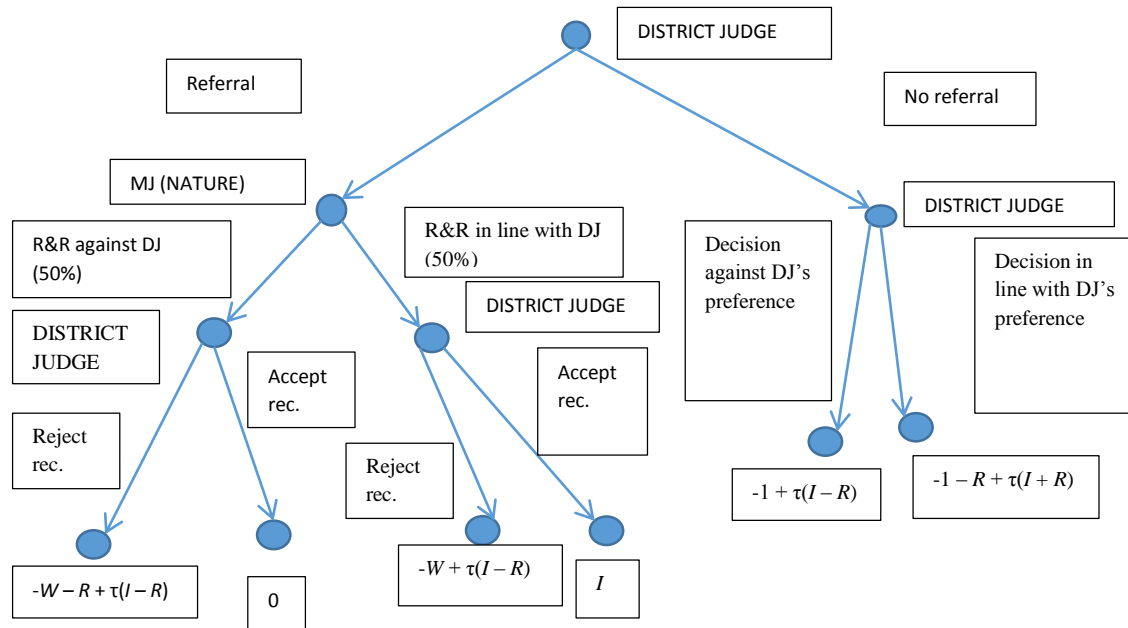 DISTRICT JUDGE
Referral
No referral
MJ (NATURE)
DISTRICT JUDGE
R&R against DJ
(50%)
R&R in line with DJ
(50%)
Decision
against DJ's
preference
Decision in
line with DJ's
preference
DISTRICT JUDGE
DISTRICT
JUDGE
Accept
rec.
Accept
rec.
Reject
rec.
Reject
rec.
-1 + τ(I – R)
-1 – R + τ(I + R)
-W – R + τ(I – R)
0
-W + τ(I – R)
I